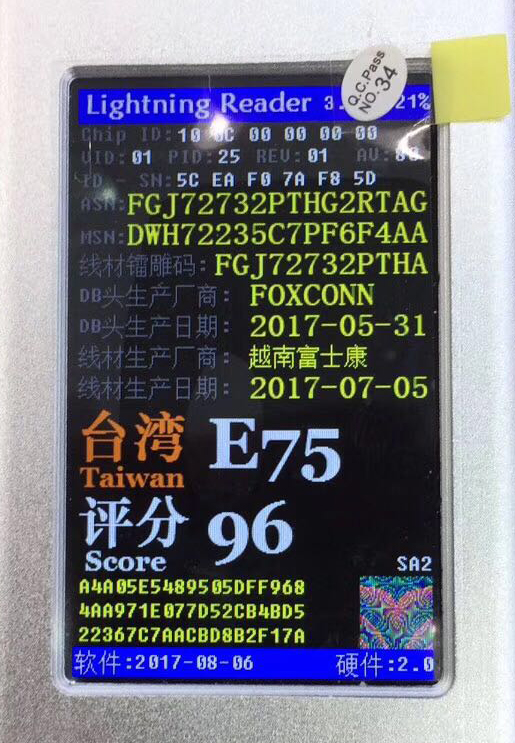 Q.C.Pass
NO.34
Lightning Reader 3. 21%
Chip ID:10 0C 00 00 00 00
VID:01 PID:25 REV:01 AV:80
ID - SN:5C EA F0 7A F8 5D
ASN:FGJ72732PTHG2RTAG
MSN:DWH72235C7PF6F4AA
线材镭雕码:FGJ72732PTHA
DB头生产厂商: FOXCONN
DB头生产日期: 2017-05-31
线材生产厂商: 越南富士康
线材生产日期: 2017-07-05
台湾 E75
Taiwan
评分 96
Score
SA2
A4A05E5489505DFF968
4AA971E077D52CB4BD5
22367C7AACBD8B2F17A
软件:2017-08-06 硬件:2.0